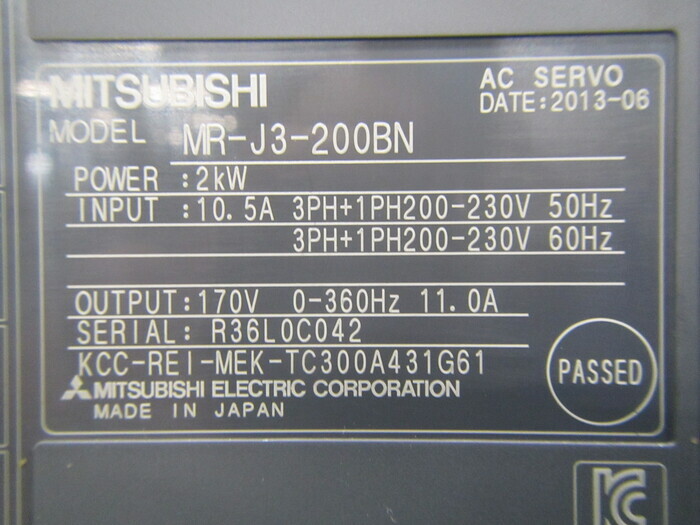 MITSUBISHI
AC SERVO
DATE:2013-06
MODEL MR-J3-200BN
POWER :2kW
INPUT :10.5A 3PH+1PH200-230V 50Hz
3PH+1PH200-230V 60Hz
OUTPUT:170V 0-360Hz 11.0A
SERIAL: R36L0C042
KCC-REI-MEK-TC300A431G61
MITSUBISHI ELECTRIC CORPORATION
MADE IN JAPAN
PASSED